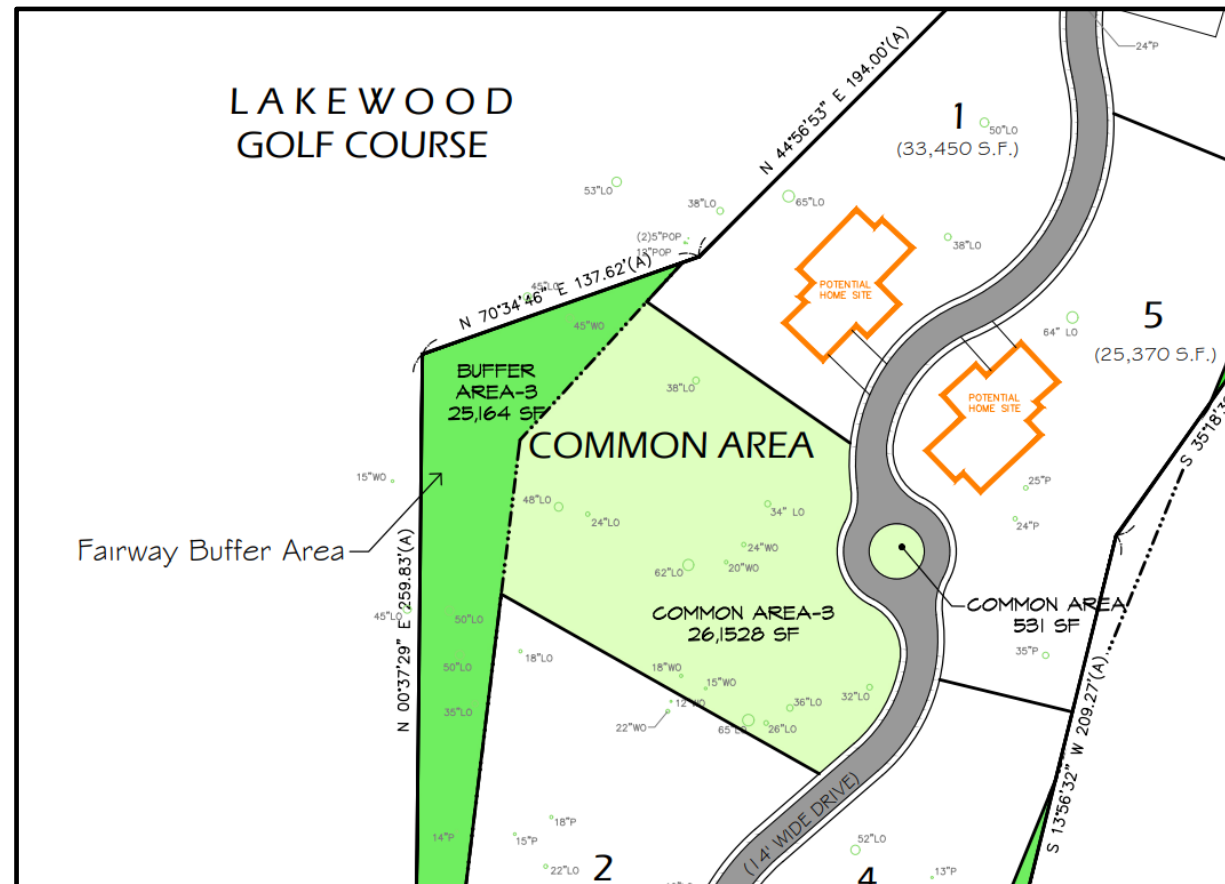 LAKEWOOD
GOLF COURSE
N 44°56'53" E 194.00'(A)
24"P
1
50"LO
(33,450 S.F.)
53"LO
38"LO
65"LO
(2)5"POP
12"POP
38"LO
N 70°34'46" E 137.62'(A)
45"LO
45"WO
POTENTIAL
HOME SITE
5
64" LO
(25,370 S.F.)
BUFFER
AREA-3
25,164 SF
38"LO
POTENTIAL
HOME SITE
COMMON AREA
S 35°18'3
15"WO
48"LO
24"LO
34" LO
25"P
24"P
Fairway Buffer Area
24"WO
20"WO
62"LO
N 00°37'29" E 259.83'(A)
45"LO
50"LO
COMMON AREA-3
26,1528 SF
COMMON AREA
531 SF
50"LO
18"LO
35"P
18"WO
15"WO
12"WO
32"LO
35"LO
22"WO
36"LO
65"LO
26"LO
S 13°56'32" W 209.27'(A)
14"P
15"P
18"P
(14' WIDE DRIVE)
52"LO
22"LO
2
4
13"P